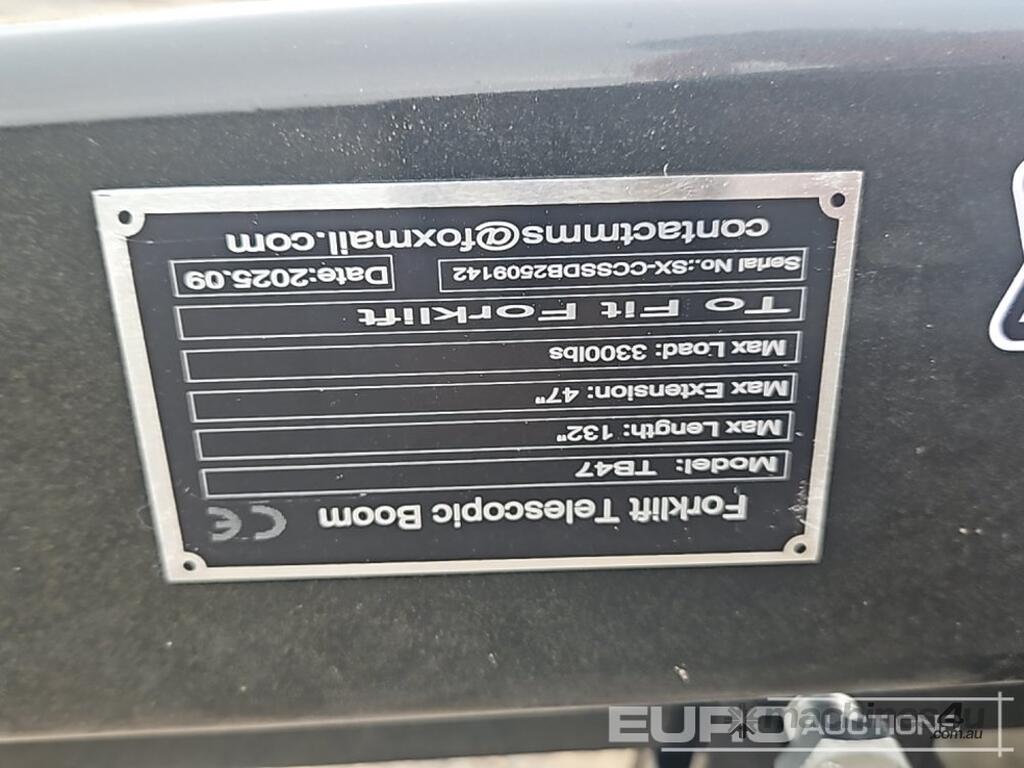 Forklift Telescopic Boom CE
Model: TB47
Max Length: 132"
Max Extension: 47"
Max Load: 3300lbs
To Fit Forklift
Serial No.:SX-CCSSDB2509142 Date:2025.09
contactmms@foxmail.com
machines4u
.com.au
EURO AUCTIONS